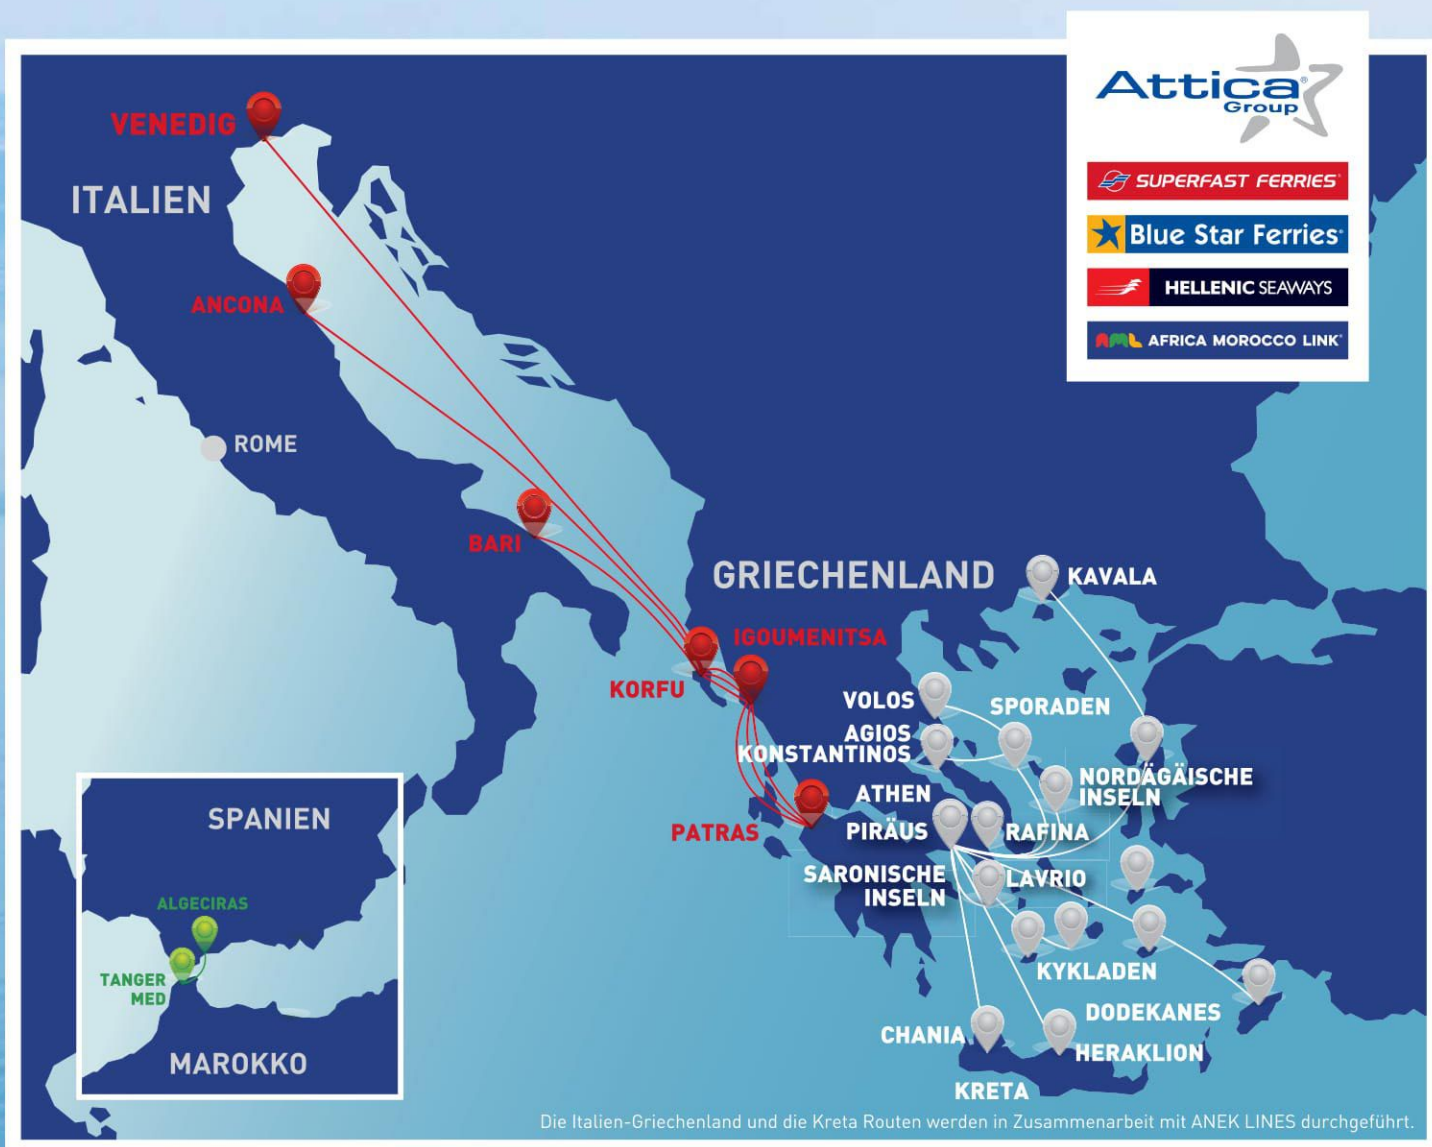 Attica®
Group
SUPERFAST FERRIES
Blue Star Ferries
HELLENIC SEAWAYS
AML AFRICA MOROCCO LINK
VENEDIG
ITALIEN
ANCONA
ROME
BARI
GRIECHENLAND
KAVALA
IGOUMENITSA
KORFU
VOLOS
SPORADEN
AGIOS
KONSTANTINOS
NORDÄGÄISCHE
INSELN
ATHEN
PIRÄUS
RAFINA
PATRAS
SARONISCHE
INSELN
LAVRIO
KYKLADEN
DODEKANES
CHANIA
HERAKLION
KRETA
SPANIEN
ALGECIRAS
TANGER
MED
MAROKKO
Die Italien-Griechenland und die Kreta Routen werden in Zusammenarbeit mit ANEK LINES durchgeführt.